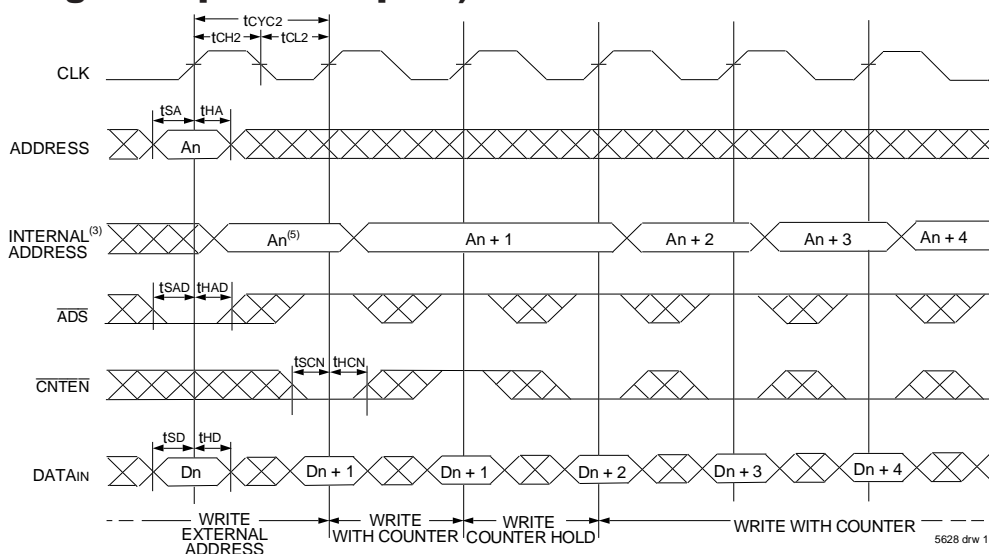 tCYC2
tCH2 tCL2
CLK
tSA tHA
ADDRESS An
INTERNAL(3)
ADDRESS
An(5) An + 1 An + 2 An + 3 An + 4
tSAD tHAD
ADS
tSCN tHCN
CNTEN
tSD tHD
DATAIN Dn Dn + 1 Dn + 1 Dn + 2 Dn + 3 Dn + 4
WRITE
EXTERNAL
ADDRESS
WRITE
WITH COUNTER
WRITE
COUNTER HOLD
WRITE WITH COUNTER
5628 drw 1